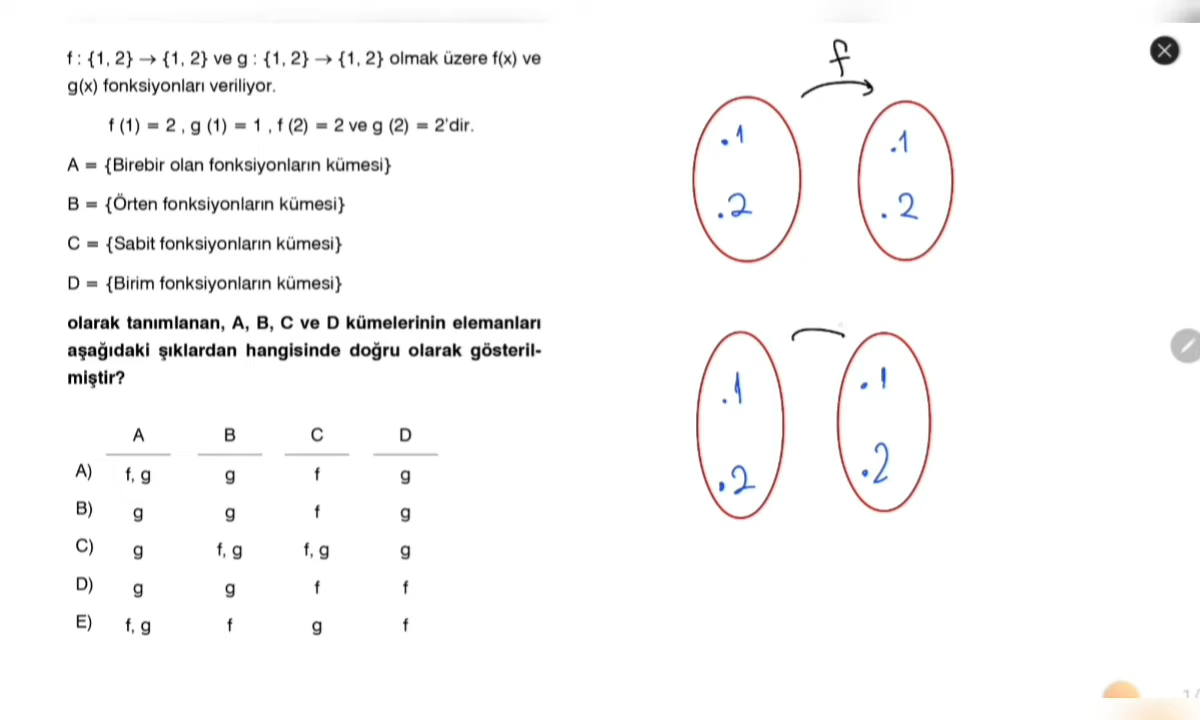 f : {1, 2} → {1, 2} ve g : {1, 2} → {1, 2} olmak üzere f(x) ve
g(x) fonksiyonları veriliyor.
f (1) = 2 , g (1) = 1 , f (2) = 2 ve g (2) = 2'dir.
A = {Birebir olan fonksiyonların kümesi}
B = {Örten fonksiyonların kümesi}
C = {Sabit fonksiyonların kümesi}
D = {Birim fonksiyonların kümesi}
olarak tanımlanan, A, B, C ve D kümelerinin elemanları
aşağıdaki şıklardan hangisinde doğru olarak gösteril-
miştir?
A B C D
A) f, g g f g
B) g g f g
C) g f, g f, g g
D) g g f f
E) f, g f g f
f
.1 .1
.2 .2
.1 .1
.2 .2